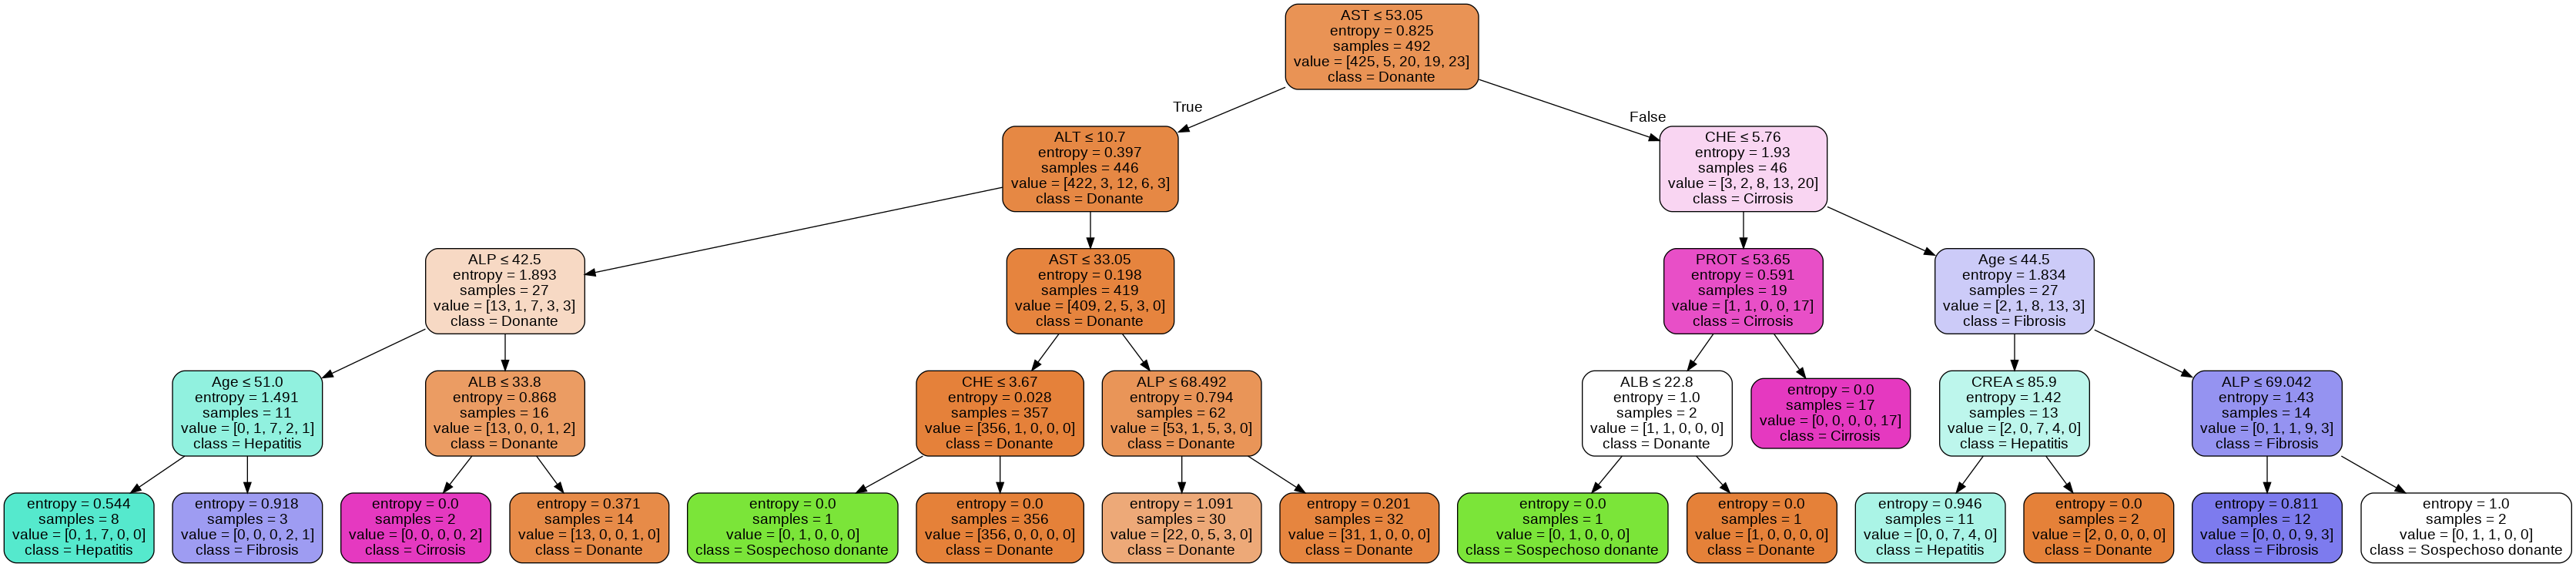 AST ≤ 53.05
entropy = 0.825
samples = 492
value = [425, 5, 20, 19, 23]
class = Donante
True
False
ALT ≤ 10.7
entropy = 0.397
samples = 446
value = [422, 3, 12, 6, 3]
class = Donante
CHE ≤ 5.76
entropy = 1.93
samples = 46
value = [3, 2, 8, 13, 20]
class = Cirrosis
ALP ≤ 42.5
entropy = 1.893
samples = 27
value = [13, 1, 7, 3, 3]
class = Donante
AST ≤ 33.05
entropy = 0.198
samples = 419
value = [409, 2, 5, 3, 0]
class = Donante
PROT ≤ 53.65
entropy = 0.591
samples = 19
value = [1, 1, 0, 0, 17]
class = Cirrosis
Age ≤ 44.5
entropy = 1.834
samples = 27
value = [2, 1, 8, 13, 3]
class = Fibrosis
Age ≤ 51.0
entropy = 1.491
samples = 11
value = [0, 1, 7, 2, 1]
class = Hepatitis
ALB ≤ 33.8
entropy = 0.868
samples = 16
value = [13, 0, 0, 1, 2]
class = Donante
CHE ≤ 3.67
entropy = 0.028
samples = 357
value = [356, 1, 0, 0, 0]
class = Donante
ALP ≤ 68.492
entropy = 0.794
samples = 62
value = [53, 1, 5, 3, 0]
class = Donante
ALB ≤ 22.8
entropy = 1.0
samples = 2
value = [1, 1, 0, 0, 0]
class = Donante
entropy = 0.0
samples = 17
value = [0, 0, 0, 0, 17]
class = Cirrosis
CREA ≤ 85.9
entropy = 1.42
samples = 13
value = [2, 0, 7, 4, 0]
class = Hepatitis
ALP ≤ 69.042
entropy = 1.43
samples = 14
value = [0, 1, 1, 9, 3]
class = Fibrosis
entropy = 0.544
samples = 8
value = [0, 1, 7, 0, 0]
class = Hepatitis
entropy = 0.918
samples = 3
value = [0, 0, 0, 2, 1]
class = Fibrosis
entropy = 0.0
samples = 2
value = [0, 0, 0, 0, 2]
class = Cirrosis
entropy = 0.371
samples = 14
value = [13, 0, 0, 1, 0]
class = Donante
entropy = 0.0
samples = 1
value = [0, 1, 0, 0, 0]
class = Sospechoso donante
entropy = 0.0
samples = 356
value = [356, 0, 0, 0, 0]
class = Donante
entropy = 1.091
samples = 30
value = [22, 0, 5, 3, 0]
class = Donante
entropy = 0.201
samples = 32
value = [31, 1, 0, 0, 0]
class = Donante
entropy = 0.0
samples = 1
value = [0, 1, 0, 0, 0]
class = Sospechoso donante
entropy = 0.0
samples = 1
value = [1, 0, 0, 0, 0]
class = Donante
entropy = 0.946
samples = 11
value = [0, 0, 7, 4, 0]
class = Hepatitis
entropy = 0.0
samples = 2
value = [2, 0, 0, 0, 0]
class = Donante
entropy = 0.811
samples = 12
value = [0, 0, 0, 9, 3]
class = Fibrosis
entropy = 1.0
samples = 2
value = [0, 1, 1, 0, 0]
class = Sospechoso donante